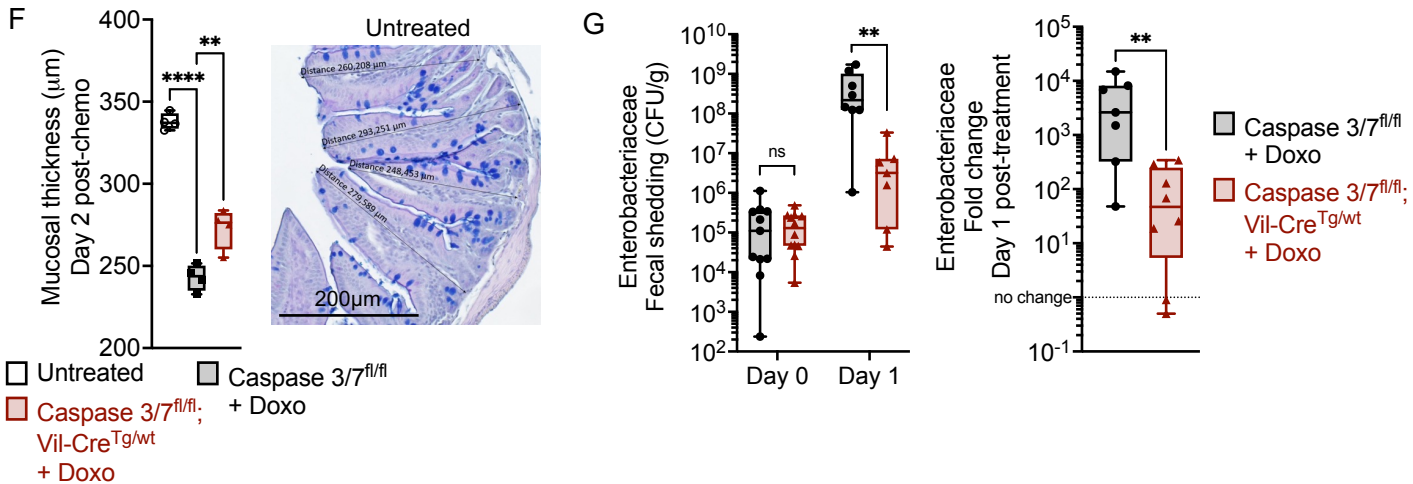 F
Mucosal thickness (μm)
Day 2 post-chemo
400
350
300
250
200
****
**
Untreated
Distance 260,208 μm
Distance 293,251 μm
Distance 248,453 μm
Distance 279,589 μm
200μm
Untreated
Caspase 3/7fl/fl
+ Doxo
Caspase 3/7fl/fl;
Vil-CreTg/wt
+ Doxo
G
Enterobacteriaceae
Fecal shedding (CFU/g)
10^10
10^9
10^8
10^7
10^6
10^5
10^4
10^3
10^2
ns
**
Day 0
Day 1
Enterobacteriaceae
Fold change
Day 1 post-treatment
10^5
10^4
10^3
10^2
10^1
no change
10^-1
**
Caspase 3/7fl/fl
+ Doxo
Caspase 3/7fl/fl;
Vil-CreTg/wt
+ Doxo